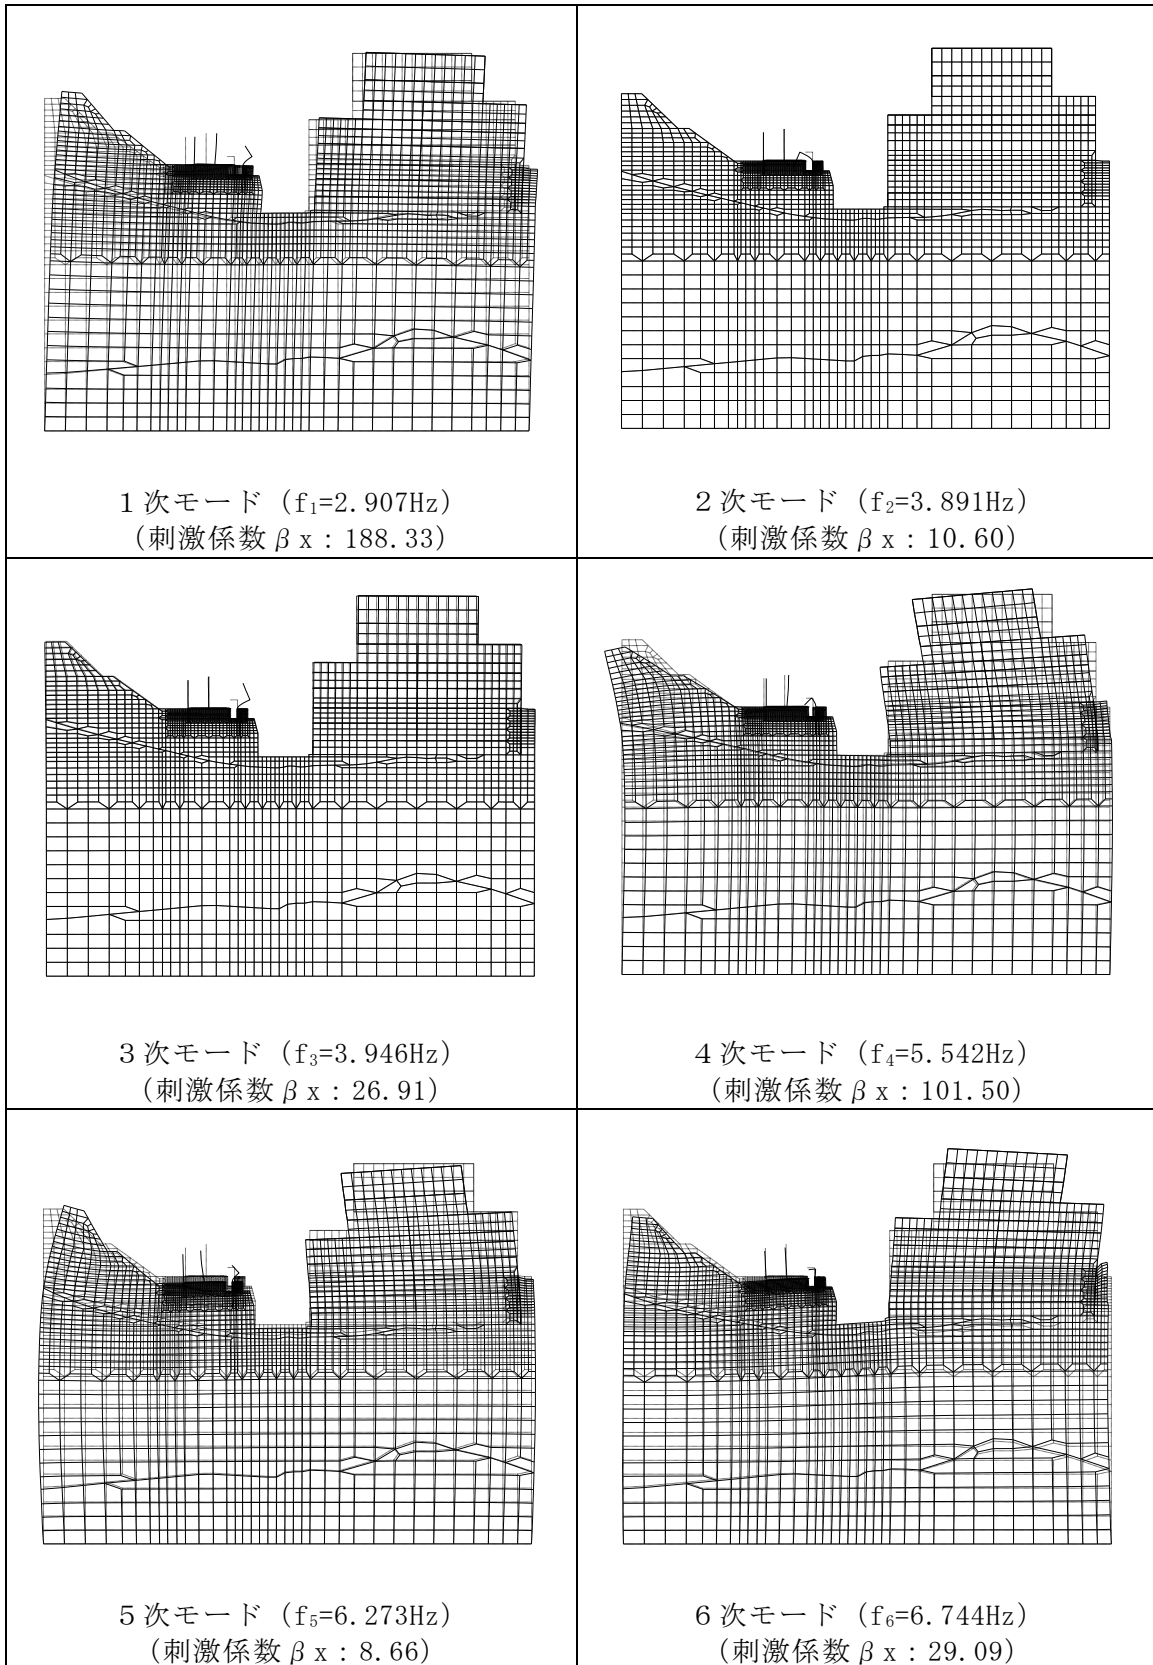 1次モード (f₁=2.907Hz)
(刺激係数βx:188.33)
2次モード (f₂=3.891Hz)
(刺激係数βx:10.60)
3次モード (f₃=3.946Hz)
(刺激係数βx:26.91)
4次モード (f₄=5.542Hz)
(刺激係数βx:101.50)
5次モード (f₅=6.273Hz)
(刺激係数βx:8.66)
6次モード (f₆=6.744Hz)
(刺激係数βx:29.09)